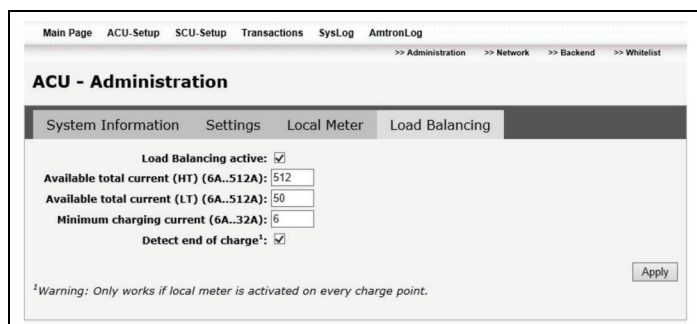 Main Page ACU-Setup SCU-Setup Transactions SysLog AmtronLog
>> Administration >> Network >> Backend >> Whitelist
ACU - Administration
System Information Settings Local Meter Load Balancing
Load Balancing active:
Available total current (HT) (6A..512A): 512
Available total current (LT) (6A..512A): 50
Minimum charging current (6A..32A): 6
Detect end of charge¹:
Apply
¹Warning: Only works if local meter is activated on every charge point.